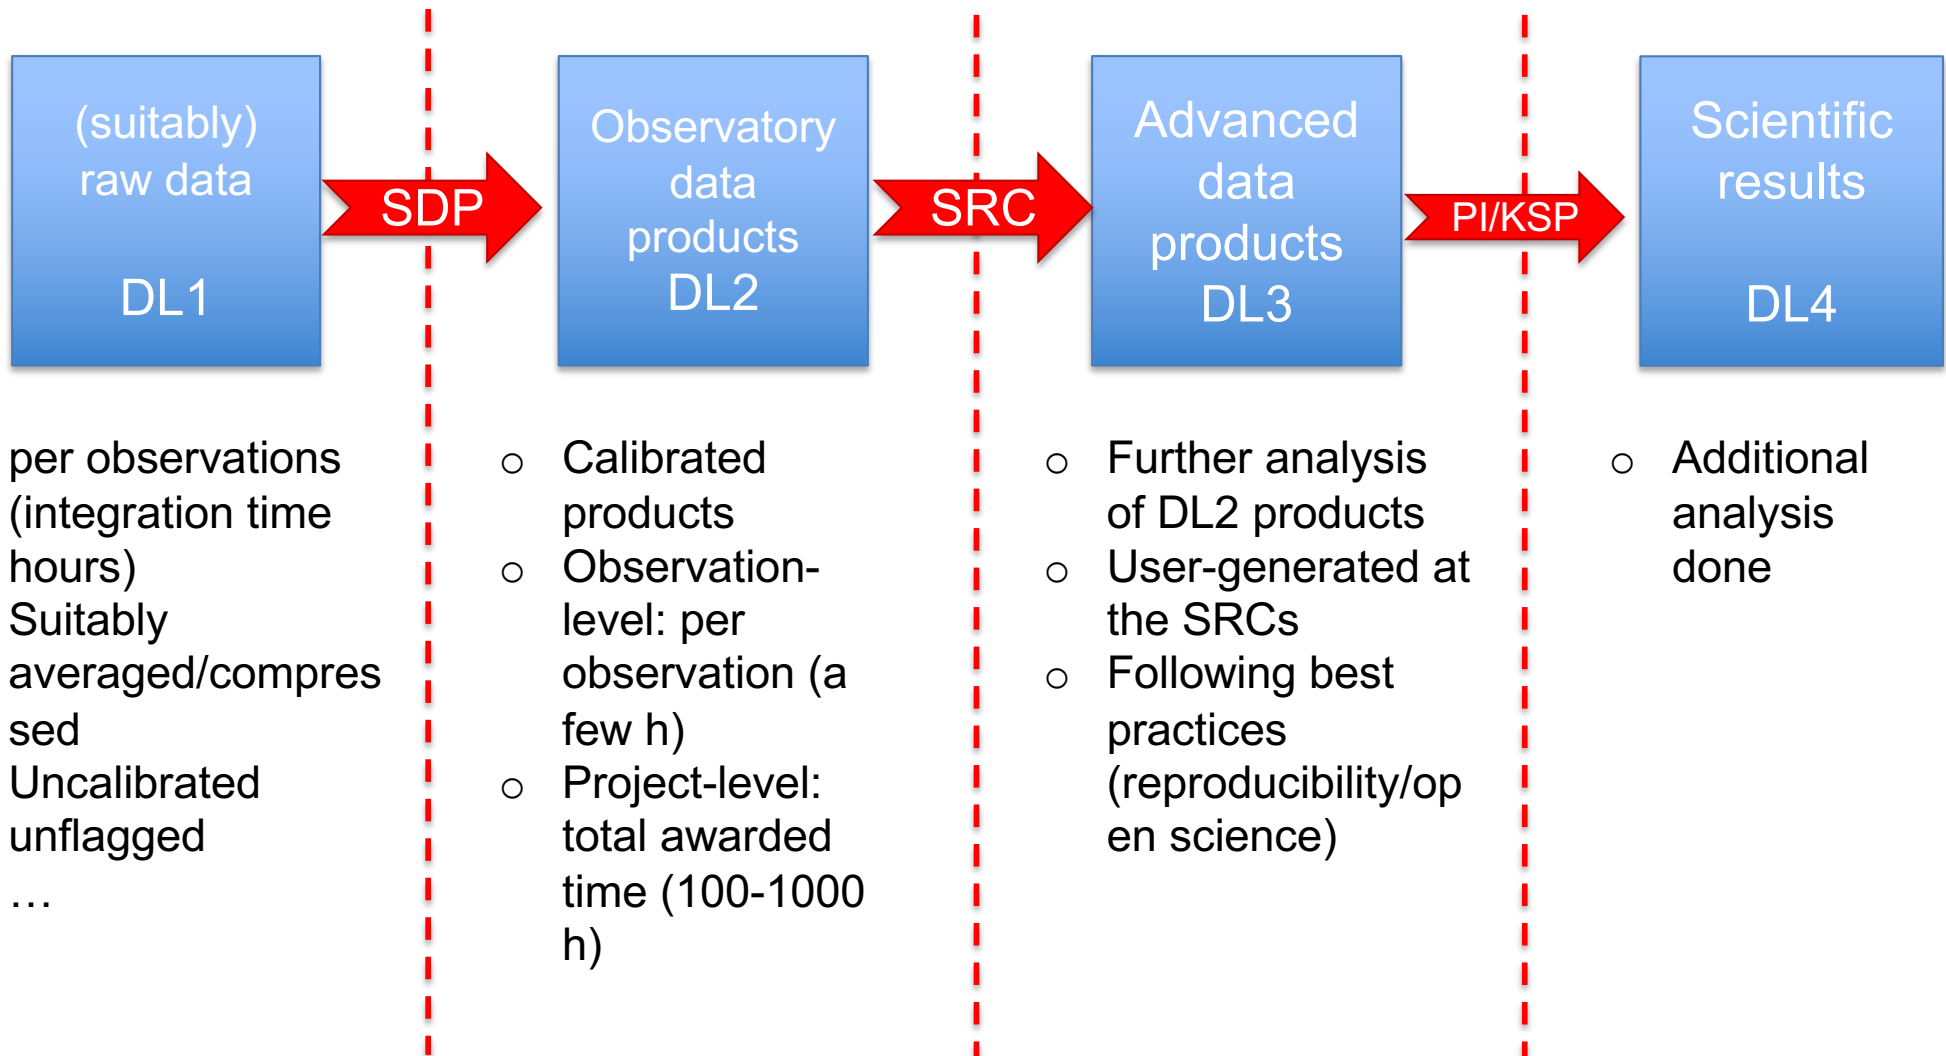 (suitably)
raw data
DL1
SDP
Observatory
data
products
DL2
SRC
Advanced
data
products
DL3
PI/KSP
Scientific
results
DL4
per observations
(integration time
hours)
Suitably
averaged/compres
sed
Uncalibrated
unflagged
…
o Calibrated
products
o Observation-
level: per
observation (a
few h)
o Project-level:
total awarded
time (100-1000
h)
o Further analysis
of DL2 products
o User-generated at
the SRCs
o Following best
practices
(reproducibility/op
en science)
o Additional
analysis
done